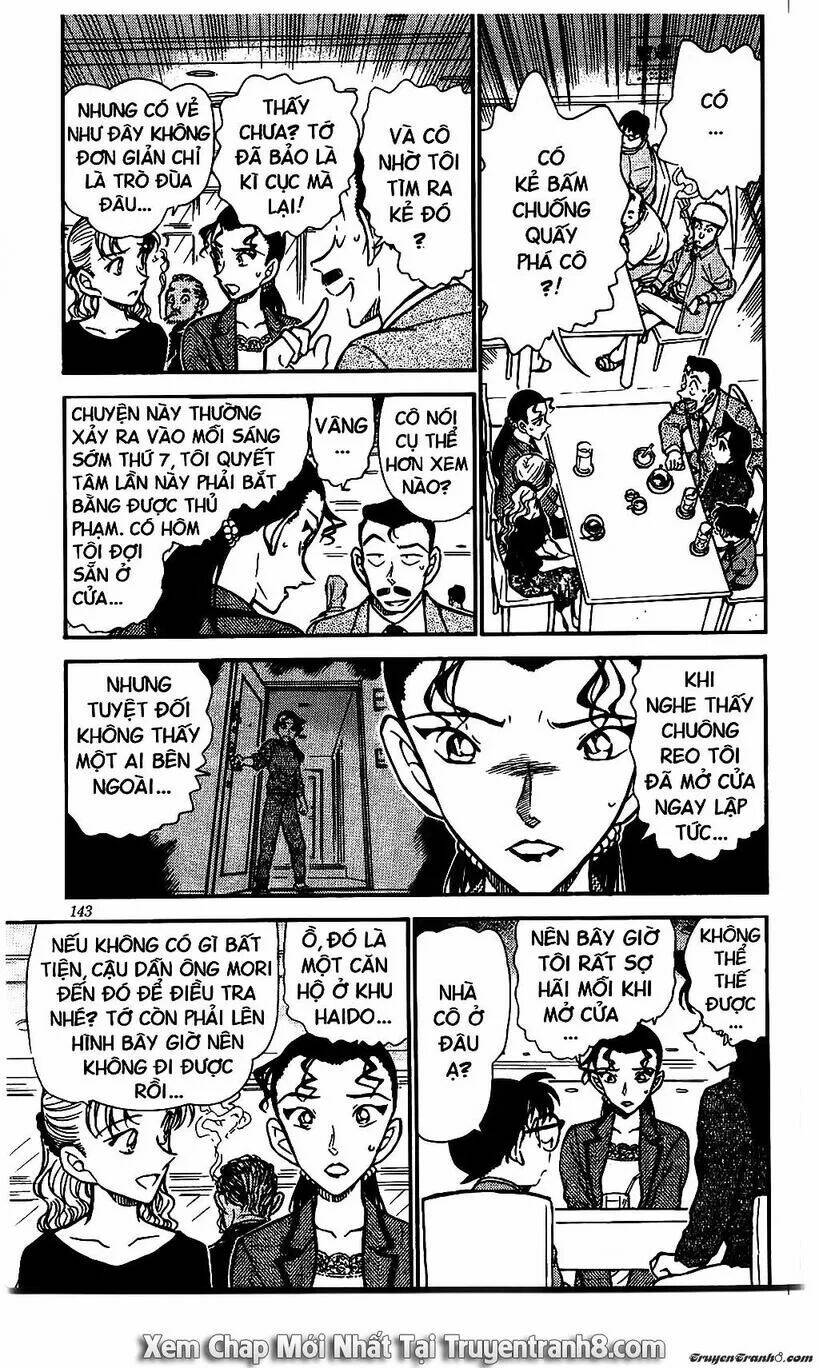 CÓ
...
CÓ
KẺ BẤM
CHUỐNG
QUẤY
PHÁ CÔ
?!
VÀ CÔ
NHỜ TÔI
TÌM RA
KẺ ĐÓ
?
THẤY
CHƯA? TỚ
ĐÃ BẢO LÀ
KÌ CỤC MÀ
LẠI!
NHƯNG CÓ VẺ
NHƯ ĐÂY KHÔNG
ĐƠN GIẢN CHỈ
LÀ TRÒ ĐÙA
ĐÂU...
CÔ NÓI
CỤ THỂ
HƠN XEM
NÀO?
VÂNG
...
CHUYỆN NÀY THƯỜNG
XẢY RA VÀO MỖI SÁNG
SỚM THỨ 7, TÔI QUYẾT
TÂM LẦN NÀY PHẢI BẮT
BẰNG ĐƯỢC THỦ
PHẠM. CÓ HÔM
TÔI ĐỢI
SẴN Ở
CỬA...
KHI
NGHE THẤY
CHUÔNG
REO TÔI
ĐÃ MỞ CỬA
NGAY LẬP
TỨC...
NHƯNG
TUYỆT ĐỐI
KHÔNG THẤY
MỘT AI BÊN
NGOÀI...
143
KHÔNG
THỂ
THẾ
ĐƯỢC
...
NÊN BÂY GIỜ
TÔI RẤT SỢ
HÃI MỖI KHI
MỞ CỬA
...
NHÀ
CÔ Ở
ĐÂU
Ạ?
Ồ, ĐÓ LÀ
MỘT CĂN
HỘ Ở KHU
HAIDO...
NẾU KHÔNG CÓ GÌ BẤT
TIỆN, CẬU DẪN ÔNG MORI
ĐẾN ĐÓ ĐỂ ĐIỀU TRA
NHÉ? TỚ CÒN PHẢI LÊN
HÌNH BÂY GIỜ NÊN
KHÔNG ĐI ĐƯỢC
RỒI...
Xem Chap Mới Nhất Tại Truyentranh8.com
TruyenTranh8.com